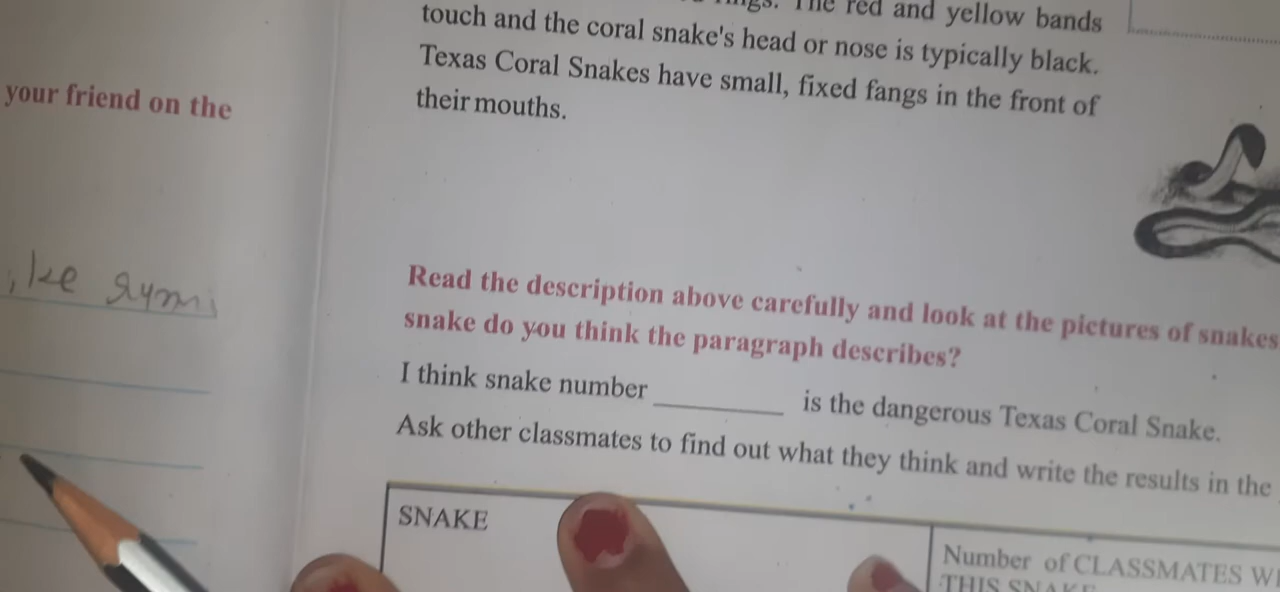 The red and yellow bands
touch and the coral snake's head or nose is typically black.
Texas Coral Snakes have small, fixed fangs in the front of
their mouths.
your friend on the
Read the description above carefully and look at the pictures of snakes
snake do you think the paragraph describes?
I think snake number ________ is the dangerous Texas Coral Snake.
Ask other classmates to find out what they think and write the results in the
SNAKE
Number of CLASSMATES
THIS SNAKE